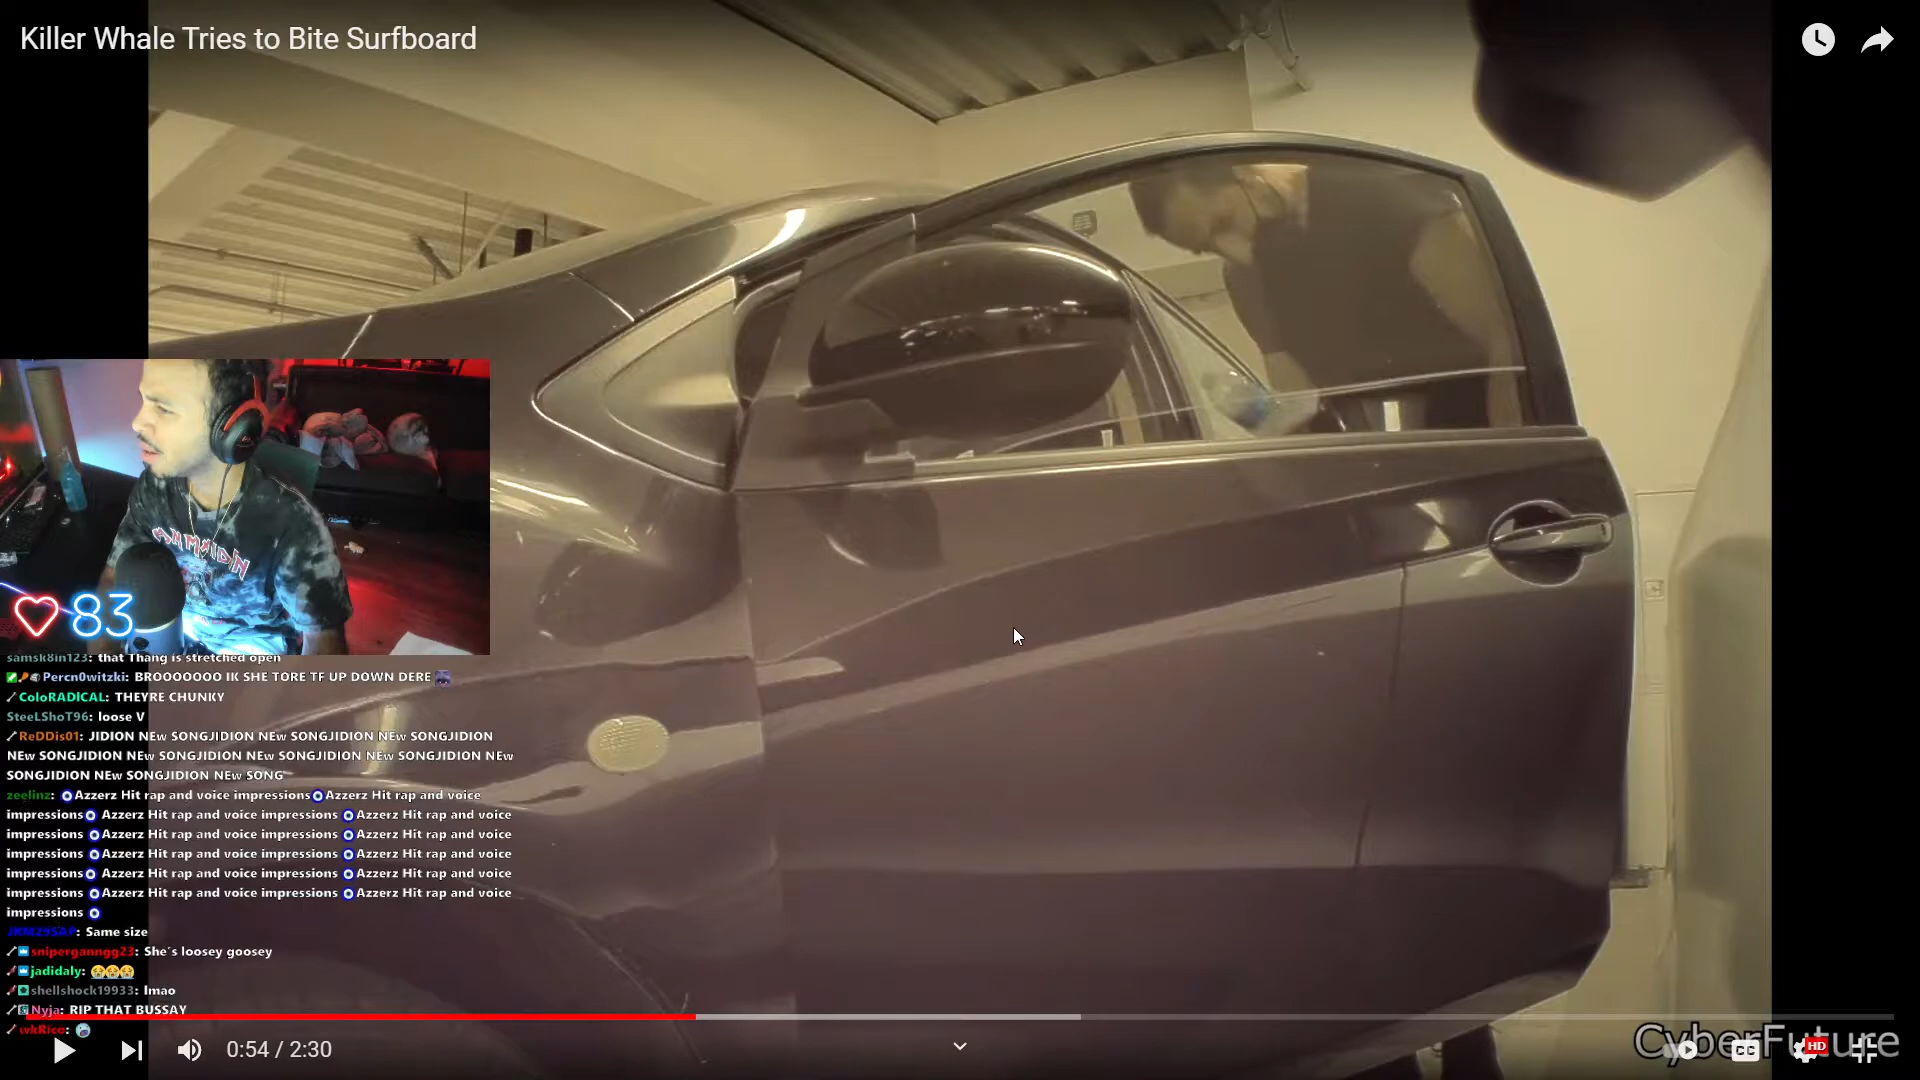 Killer Whale Tries to Bite Surfboard
83
samsk8in123: that Thang is stretched open
Percn0witzki: BROOOOOOO IK SHE TORE TF UP DOWN DERE
ColoRADICAL: THEYRE CHUNKY
SteeLShoT96: loose V
ReDDis01: JIDION NEw SONGJIDION NEw SONGJIDION NEw SONGJIDION
NEw SONGJIDION NEw SONGJIDION NEw SONGJIDION NEw SONGJIDION NEw
SONGJIDION NEw SONGJIDION NEw SONG
zeelinz: Azzerz Hit rap and voice impressions Azzerz Hit rap and voice
impressions Azzerz Hit rap and voice impressions Azzerz Hit rap and voice
impressions Azzerz Hit rap and voice impressions Azzerz Hit rap and voice
impressions Azzerz Hit rap and voice impressions Azzerz Hit rap and voice
impressions Azzerz Hit rap and voice impressions Azzerz Hit rap and voice
impressions Azzerz Hit rap and voice impressions Azzerz Hit rap and voice
impressions
JKM29SAP: Same size
sniperganngg23: She's loosey goosey
jadidaly:
shellshock19933: lmao
Nyja: RIP THAT BUSSAY
wkRico:
0:54 / 2:30
CyberFuture
CC
HD